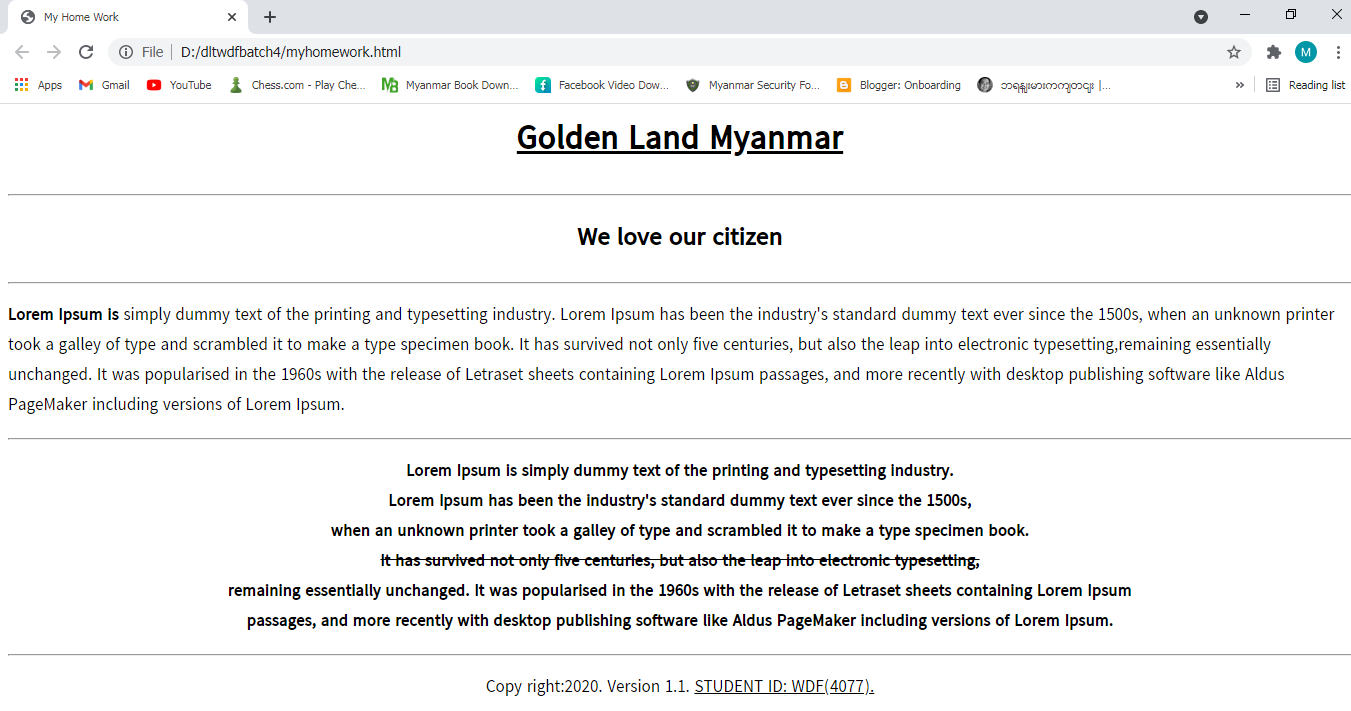 My Home Work
File | D:/dltwdfbatch4/myhomework.html
M
Apps Gmail YouTube Chess.com - Play Che... Myanmar Book Down... Facebook Video Dow... Myanmar Security Fo... Blogger: Onboarding |... » Reading list
Golden Land Myanmar
We love our citizen
Lorem Ipsum is simply dummy text of the printing and typesetting industry. Lorem Ipsum has been the industry's standard dummy text ever since the 1500s, when an unknown printer
took a galley of type and scrambled it to make a type specimen book. It has survived not only five centuries, but also the leap into electronic typesetting,remaining essentially
unchanged. It was popularised in the 1960s with the release of Letraset sheets containing Lorem Ipsum passages, and more recently with desktop publishing software like Aldus
PageMaker including versions of Lorem Ipsum.
Lorem Ipsum is simply dummy text of the printing and typesetting industry.
Lorem Ipsum has been the industry's standard dummy text ever since the 1500s,
when an unknown printer took a galley of type and scrambled it to make a type specimen book.
It has survived not only five centuries, but also the leap into electronic typesetting,
remaining essentially unchanged. It was popularised in the 1960s with the release of Letraset sheets containing Lorem Ipsum
passages, and more recently with desktop publishing software like Aldus PageMaker including versions of Lorem Ipsum.
Copy right:2020. Version 1.1. STUDENT ID: WDF(4077).